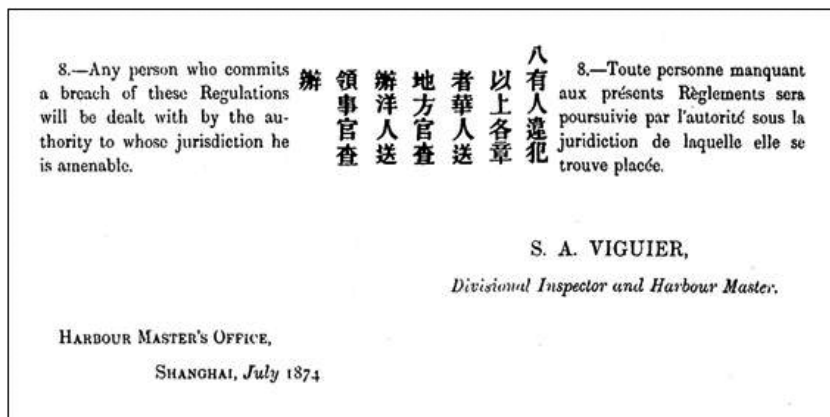 8.—Any person who commits
a breach of these Regulations
will be dealt with by the au-
thority to whose jurisdiction he
is amenable.
八有人違犯
以上各章
者華人送
地方官查
辦洋人送
領事官查
辦
8.—Toute personne manquant
aux présents Règlements sera
poursuivie par l'autorité sous la
juridiction de laquelle elle se
trouve placée.
S. A. VIGUIER,
Divisional Inspector and Harbour Master.
HARBOUR MASTER'S OFFICE,
SHANGHAI, July 1874